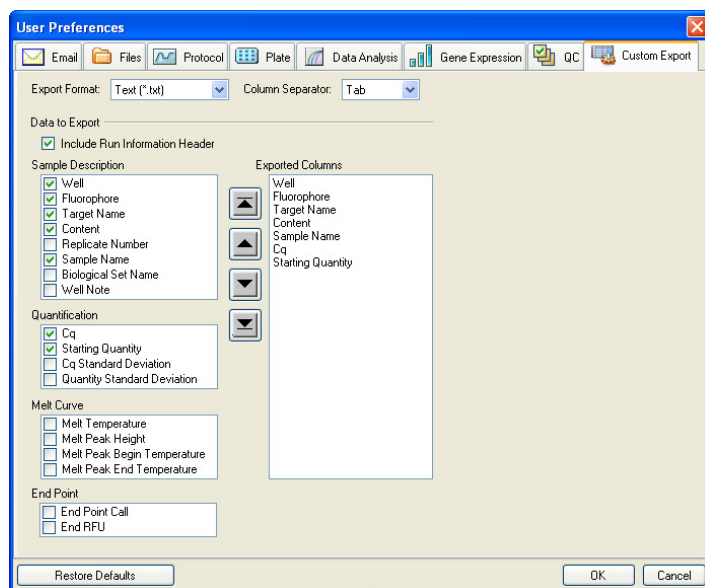 User Preferences
Email Files Protocol Plate Data Analysis Gene Expression QC Custom Export
Export Format: Text (*.txt) Column Separator: Tab
Data to Export
Include Run Information Header
Sample Description
Well
Fluorophore
Target Name
Content
Replicate Number
Sample Name
Biological Set Name
Well Note
Quantification
Cq
Starting Quantity
Cq Standard Deviation
Quantity Standard Deviation
Melt Curve
Melt Temperature
Melt Peak Height
Melt Peak Begin Temperature
Melt Peak End Temperature
End Point
End Point Call
End RFU
Exported Columns
Well
Fluorophore
Target Name
Content
Sample Name
Cq
Starting Quantity
Restore Defaults OK Cancel